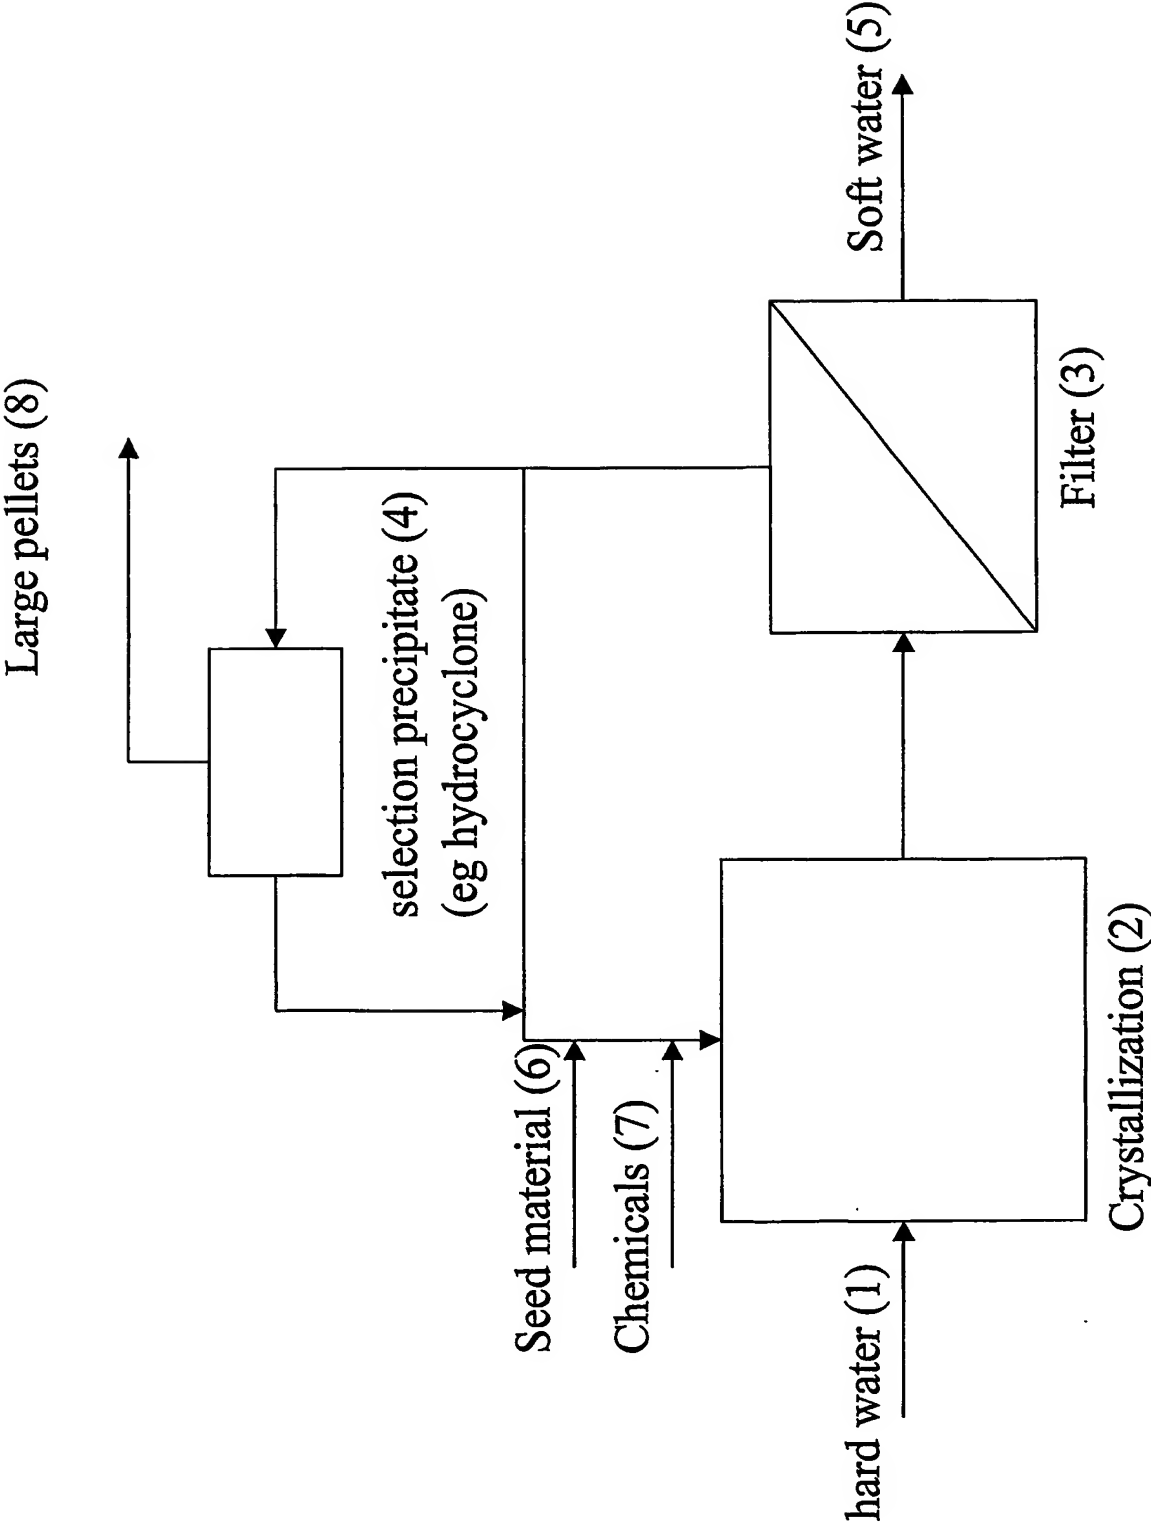 Large pellets (8)
selection precipitate (4)
(eg hydrocyclone)
Seed material (6)
Chemicals (7)
hard water (1)
Crystallization (2)
Filter (3)
Soft water (5)